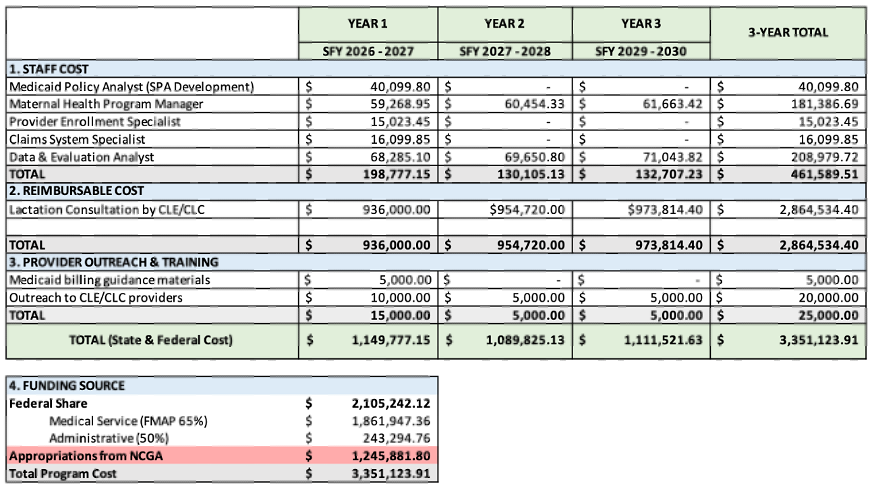 YEAR 1 YEAR 2 YEAR 3 3-YEAR TOTAL
SFY 2026 - 2027 SFY 2027 - 2028 SFY 2029 - 2030
1. STAFF COST
Medicaid Policy Analyst (SPA Development) $ 40,099.80 $ - $ - $ 40,099.80
Maternal Health Program Manager $ 59,268.95 60,454.33 $ 61,663.42 $ 181,386.69
Provider Enrollment Specialist $ 15,023.45 $ - $ - $ 15,023.45
Claims System Specialist $ 16,099.85 $ - $ - $ 16,099.85
Data & Evaluation Analyst $ 68,285.10 $ 69,650.80 $ 71,043.82 $ 208,979.72
TOTAL $ 198,777.15 $ 130,105.13 $ 132,707.23 $ 461,589.51
2. REIMBURSABLE COST
Lactation Consultation by CLE/CLC $ 936,000.00 $954,720.00 $973,814.40 $ 2,864,534.40
TOTAL $ 936,000.00 $ 954,720.00 $ 973,814.40 $ 2,864,534.40
3. PROVIDER OUTREACH & TRAINING
Medicaid billing guidance materials $ 5,000.00 $ - $ - $ 5,000.00
Outreach to CLE/CLC providers $ 10,000.00 $ 5,000.00 $ 5,000.00 $ 20,000.00
TOTAL $ 15,000.00 $ 5,000.00 $ 5,000.00 $ 25,000.00
TOTAL (State & Federal Cost) $ 1,149,777.15 $ 1,089,825.13 $ 1,111,521.63 $ 3,351,123.91
4. FUNDING SOURCE
Federal Share $ 2,105,242.12
Medical Service (FMAP 65%) $ 1,861,947.36
Administrative (50%) $ 243,294.76
Appropriations from NCGA $ 1,245,881.80
Total Program Cost $ 3,351,123.91